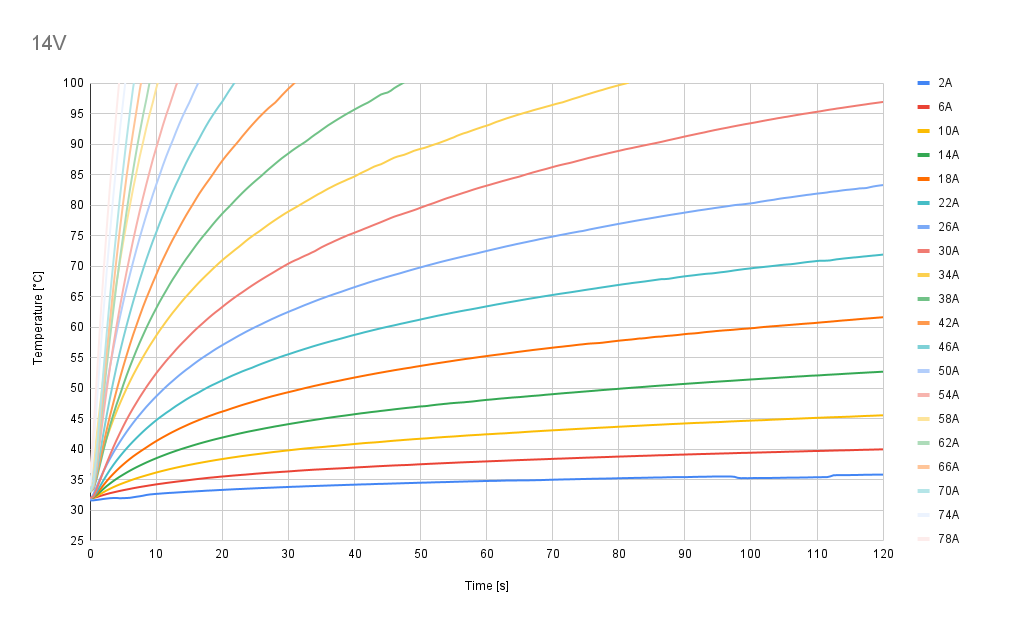 14V
100
95
90
85
80
75
70
65
60
55
50
45
40
35
30
25
0 10 20 30 40 50 60 70 80 90 100 110 120
Temperature [°C]
Time [s]
2A
6A
10A
14A
18A
22A
26A
30A
34A
38A
42A
46A
50A
54A
58A
62A
66A
70A
74A
78A